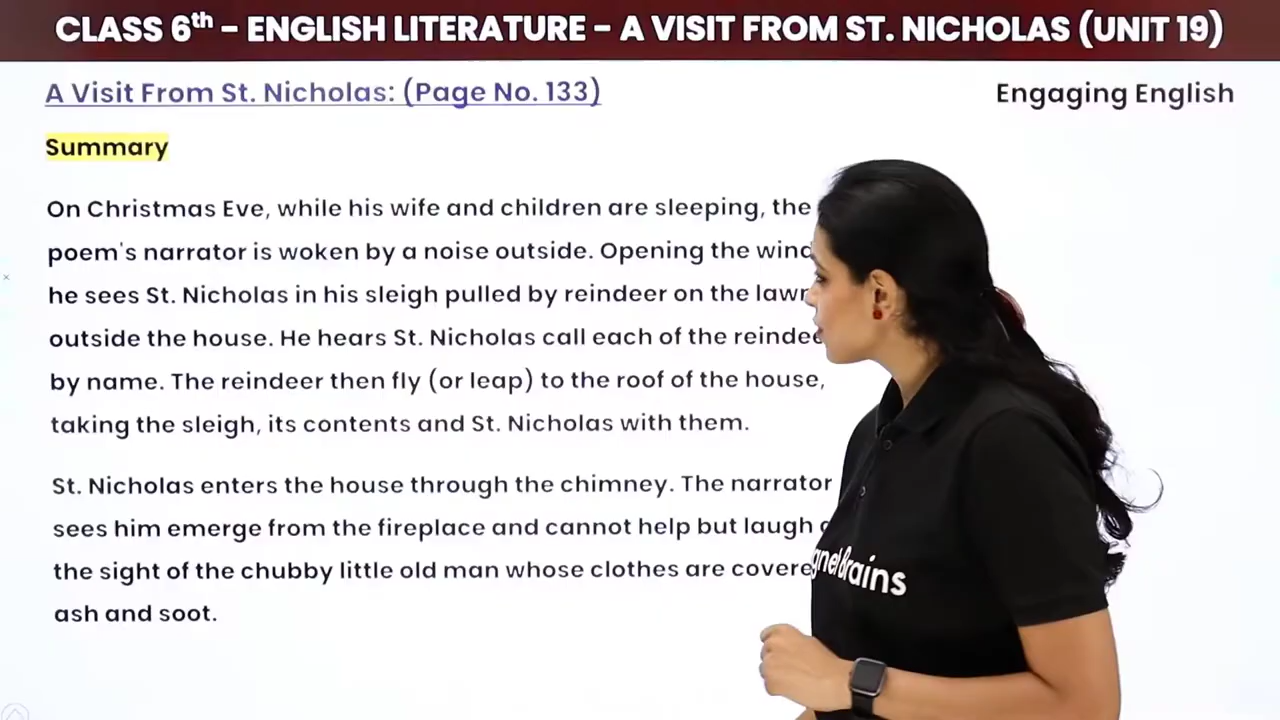 CLASS 6th – ENGLISH LITERATURE – A VISIT FROM ST. NICHOLAS (UNIT 19)
A Visit From St. Nicholas: (Page No. 133)
Engaging English
Summary
On Christmas Eve, while his wife and children are sleeping, the
poem's narrator is woken by a noise outside. Opening the
he sees St. Nicholas in his sleigh pulled by reindeer on the
outside the house. He hears St. Nicholas call each of the
by name. The reindeer then fly (or leap) to the roof of the house,
taking the sleigh, its contents and St. Nicholas with them.
St. Nicholas enters the house through the chimney. The narrator
sees him emerge from the fireplace and cannot help but laugh
the sight of the chubby little old man whose clothes are
ash and soot.
Brains